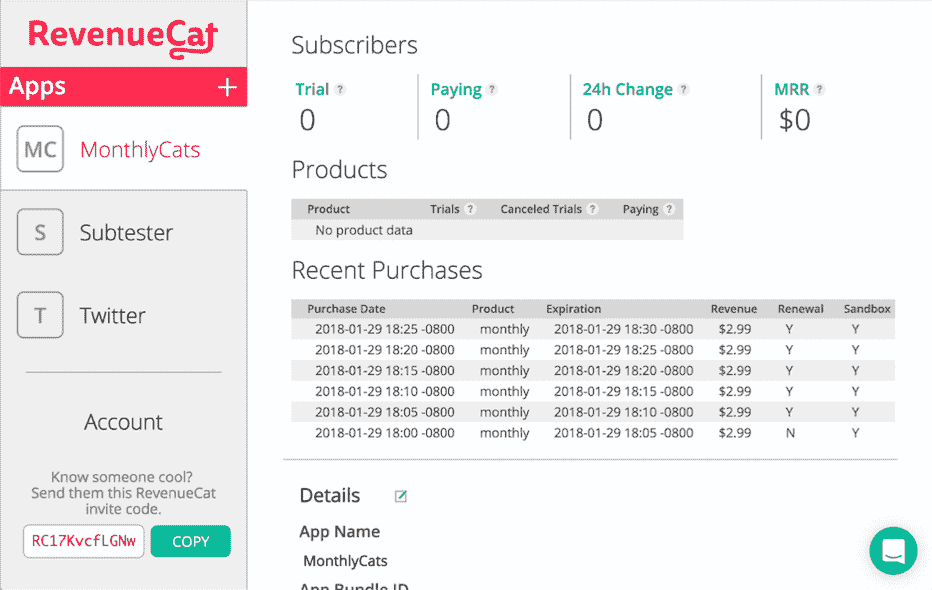 RevenueCat
Apps +
MC MonthlyCats
S Subtester
T Twitter
Account
Know someone cool?
Send them this RevenueCat
invite code.
RC17KvcfLGNw COPY
Subscribers
Trial ? Paying ? 24h Change ? MRR ?
0 0 0 $0
Products
Product Trials ? Canceled Trials ? Paying ?
No product data
Recent Purchases
Purchase Date Product Expiration Revenue Renewal Sandbox
2018-01-29 18:25 -0800 monthly 2018-01-29 18:30 -0800 $2.99 Y Y
2018-01-29 18:20 -0800 monthly 2018-01-29 18:25 -0800 $2.99 Y Y
2018-01-29 18:15 -0800 monthly 2018-01-29 18:20 -0800 $2.99 Y Y
2018-01-29 18:10 -0800 monthly 2018-01-29 18:15 -0800 $2.99 Y Y
2018-01-29 18:05 -0800 monthly 2018-01-29 18:10 -0800 $2.99 Y Y
2018-01-29 18:00 -0800 monthly 2018-01-29 18:05 -0800 $2.99 N Y
Details
App Name
MonthlyCats
App Bundle ID